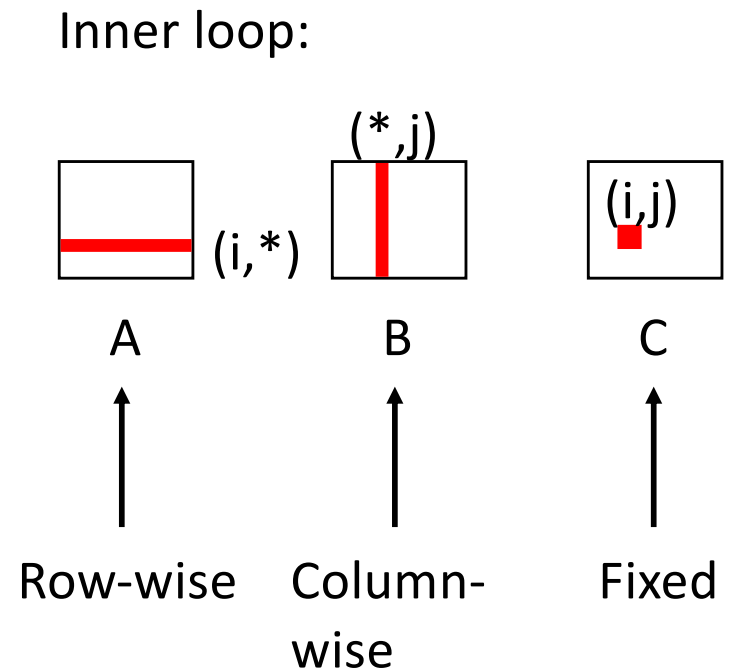 Inner loop:
(*,j)
(i,j)
(i,*)
A
B
C
Row-wise
Column-
wise
Fixed